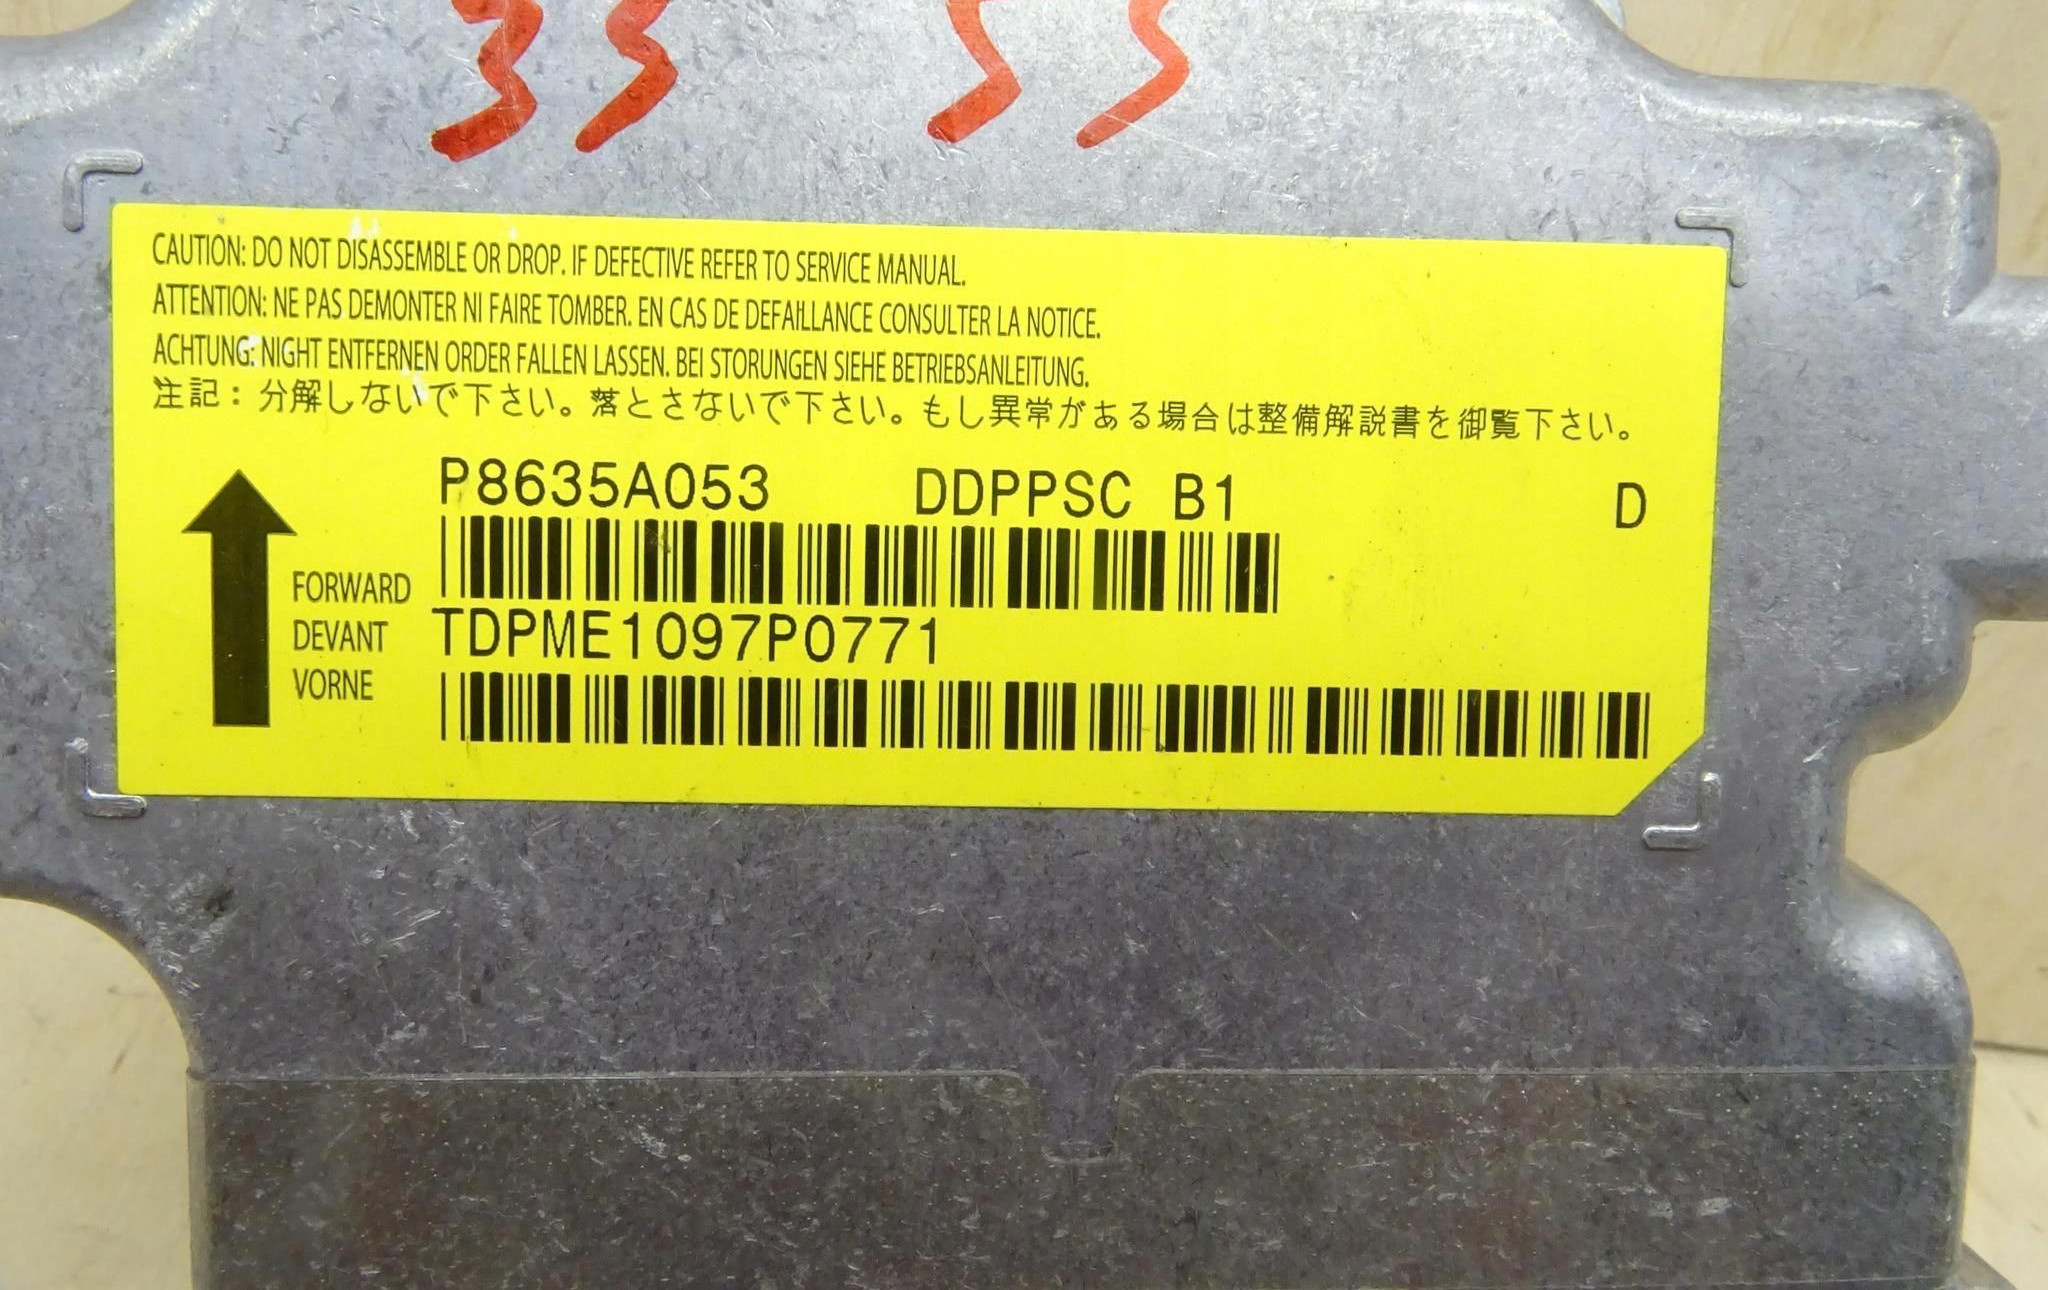 CAUTION: DO NOT DISASSEMBLE OR DROP. IF DEFECTIVE REFER TO SERVICE MANUAL.
ATTENTION: NE PAS DEMONTER NI FAIRE TOMBER. EN CAS DE DEFAILLANCE CONSULTER LA NOTICE.
ACHTUNG: NIGHT ENTFERNEN ORDER FALLEN LASSEN. BEI STORUNGEN SIEHE BETRIEBSANLEITUNG.
注記：分解しないで下さい。落とさないで下さい。もし異常がある場合は整備解説書を御覧下さい。
P8635A053 DDPPSC B1 D
FORWARD
TDPME1097P0771
DEVANT
VORNE